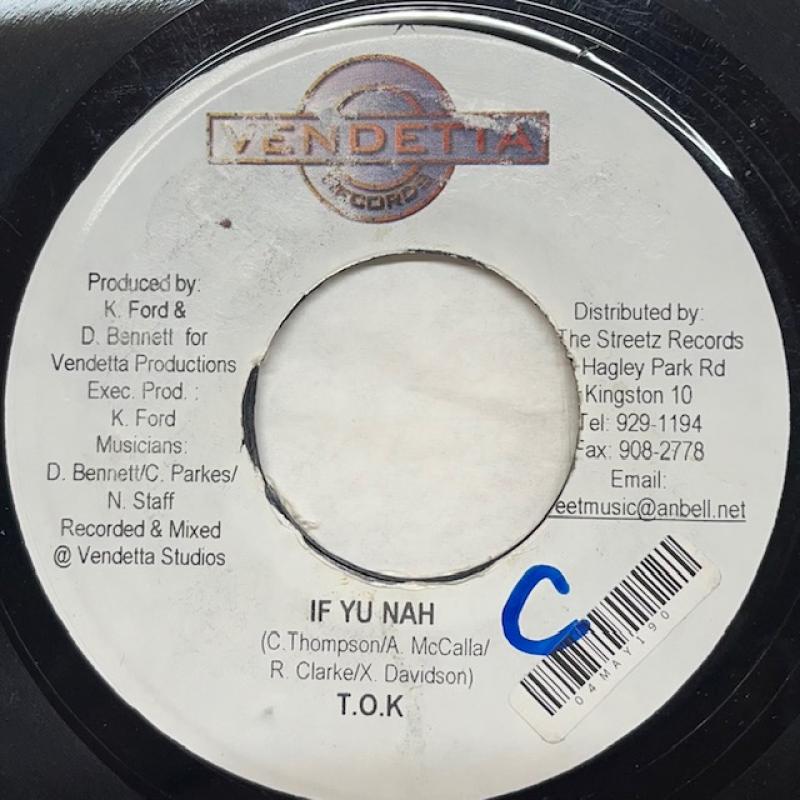 VENDETTA
RECORDS
Produced by:
K. Ford &
D. Bennett for
Vendetta Productions
Exec. Prod. :
K. Ford
Musicians:
D. Bennett/C. Parkes/
N. Staff
Recorded & Mixed
@ Vendetta Studios
Distributed by:
The Streetz Records
Hagley Park Rd
Kingston 10
Tel: 929-1194
Fax: 908-2778
Email:
eetmusic@anbell.net
IF YU NAH
(C.Thompson/A. McCalla/
R. Clarke/X. Davidson)
T.O.K
C
04MAY190